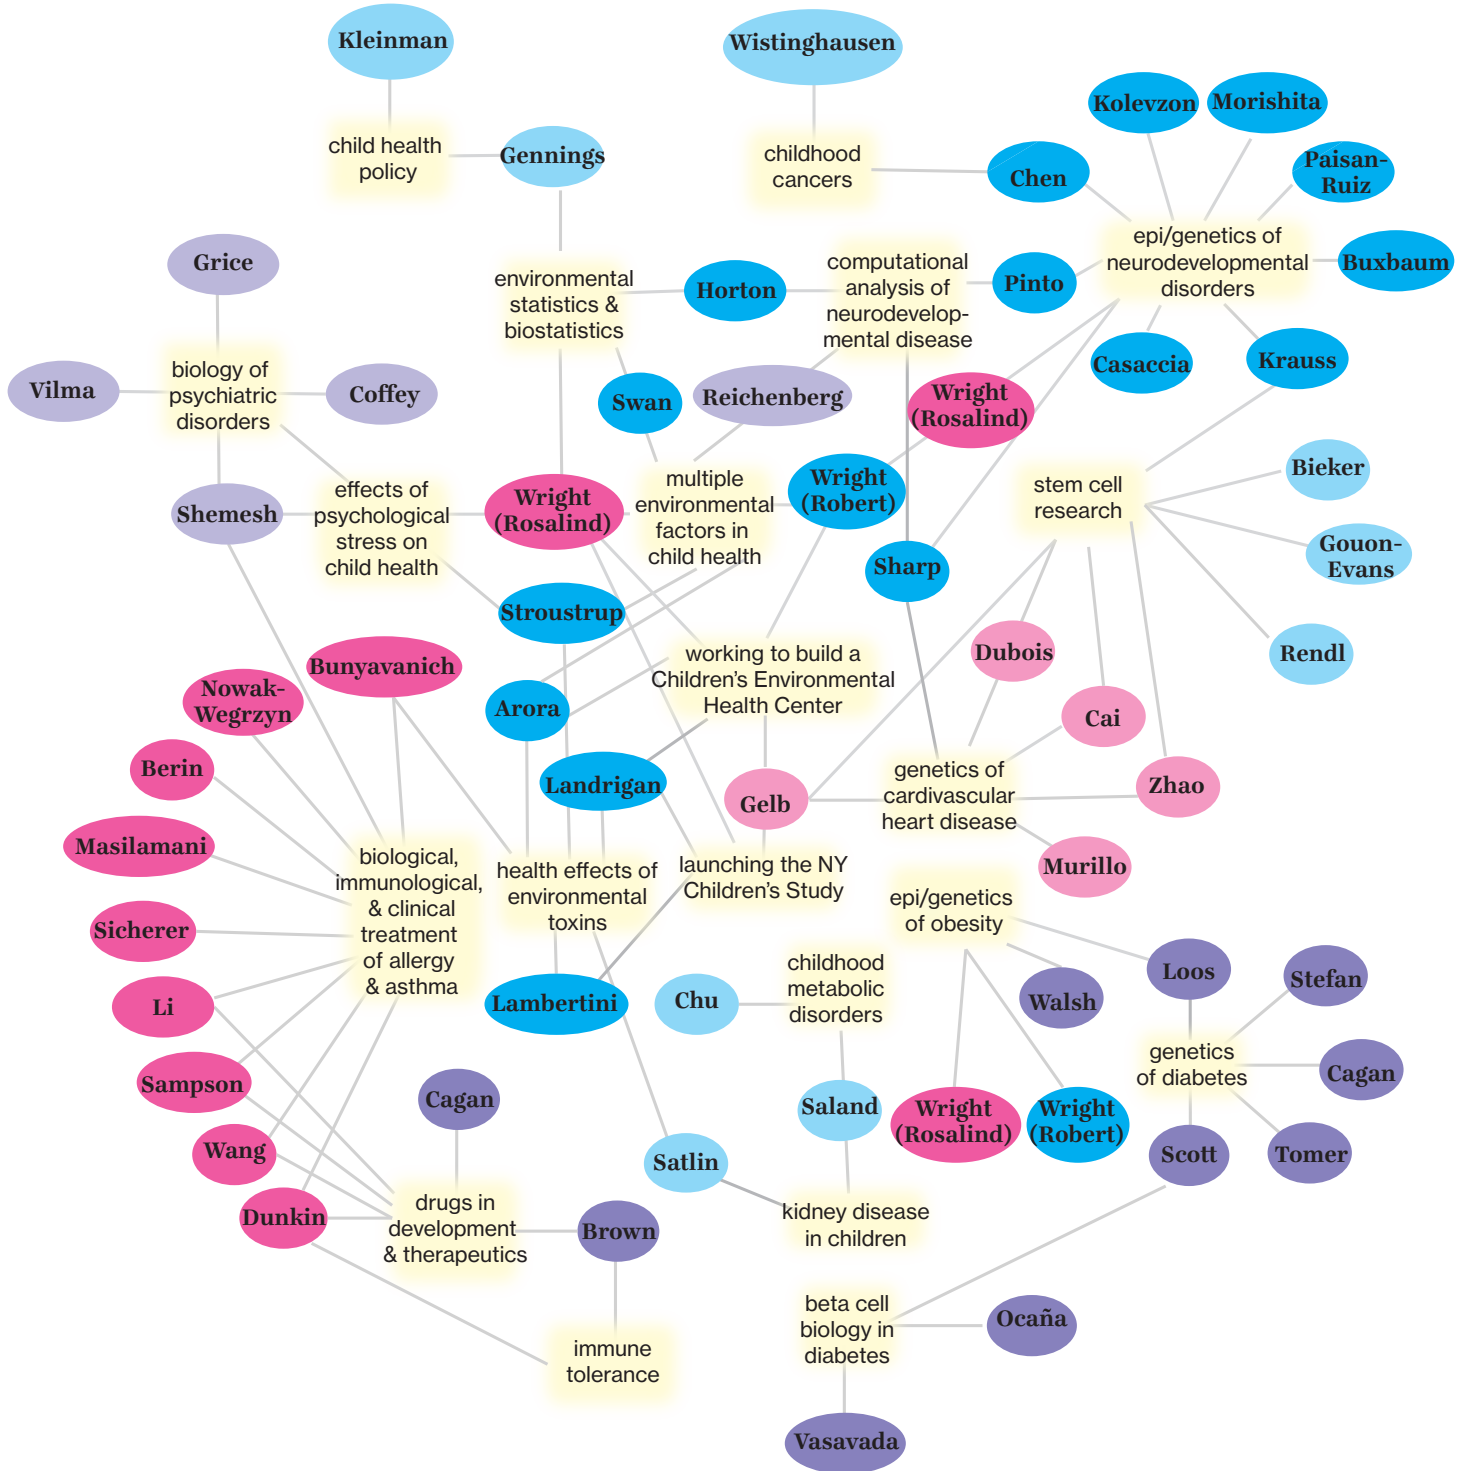 Kleinman
Wistinghausen
Kolevzon
Morishita
child health
policy
Gennings
childhood
cancers
Chen
Paisan-
Ruiz
Grice
environmental
statistics &
biostatistics
Horton
computational
analysis of
neurodevelop-
mental disease
Pinto
epi/genetics of
neurodevelopmental
disorders
Buxbaum
Vilma
biology of
psychiatric
disorders
Coffey
Swan
Reichenberg
Wright
(Rosalind)
Casaccia
Krauss
Shemesh
effects of
psychological
stress on
child health
Wright
(Rosalind)
multiple
environmental
factors in
child health
Wright
(Robert)
Sharp
stem cell
research
Bieker
Gouon-
Evans
Stroustrup
Bunyavanich
Nowak-
Wegrzyn
Arora
working to build a
Children's Environmental
Health Center
Dubois
Rendl
Cai
Berin
Landrigan
Gelb
genetics of
cardivascular
heart disease
Zhao
Masilamani
biological,
immunological,
& clinical
treatment
of allergy
& asthma
health effects of
environmental
toxins
launching the NY
Children's Study
Murillo
epi/genetics
of obesity
Sicherer
Li
Lambertini
Chu
childhood
metabolic
disorders
Walsh
Loos
Stefan
Sampson
Cagan
Saland
Wright
(Rosalind)
Wright
(Robert)
genetics
of diabetes
Cagan
Wang
Satlin
Scott
Tomer
Dunkin
drugs in
development
& therapeutics
Brown
kidney disease
in children
immune
tolerance
beta cell
biology in
diabetes
Ocaña
Vasavada